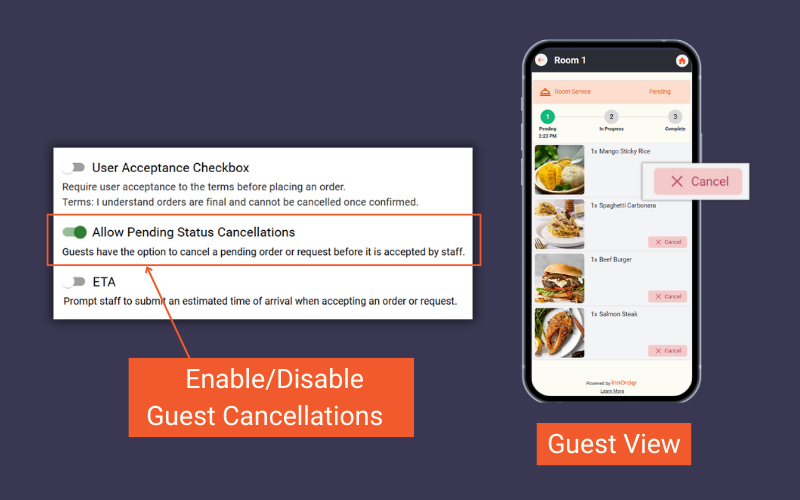 User Acceptance Checkbox
Require user acceptance to the terms before placing an order.
Terms: I understand orders are final and cannot be cancelled once confirmed.
Allow Pending Status Cancellations
Guests have the option to cancel a pending order or request before it is accepted by staff.
ETA
Prompt staff to submit an estimated time of arrival when accepting an order or request.
Enable/Disable
Guest Cancellations
Room 1
Room Service Pending
1 2 3
Pending In Progress Complete
2:23 PM
1x Mango Sticky Rice
Cancel
1x Spaghetti Carbonara
Cancel
1x Beef Burger
Cancel
1x Salmon Steak
Cancel
Powered by InnOrder
Learn More
Guest View